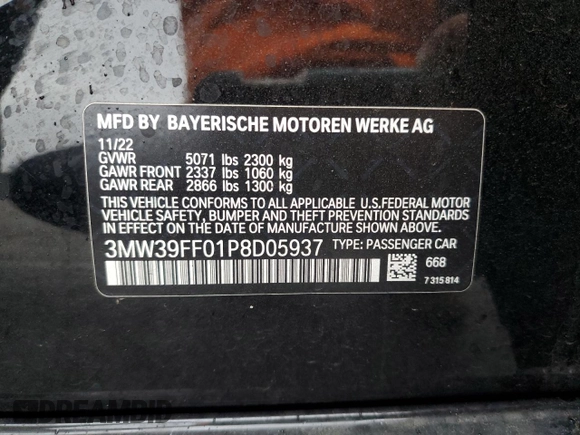 MFD BY BAYERISCHE MOTOREN WERKE AG
11/22
GVWR 5071 lbs 2300 kg
GAWR FRONT 2337 lbs 1060 kg
GAWR REAR 2866 lbs 1300 kg
THIS VEHICLE CONFORMS TO ALL APPLICABLE U.S.FEDERAL MOTOR
VEHICLE SAFETY, BUMPER AND THEFT PREVENTION STANDARDS
IN EFFECT ON THE DATE OF MANUFACTURE SHOWN ABOVE.
3MW39FF01P8D05937 TYPE: PASSENGER CAR
668
7 315 814
DREAMBID